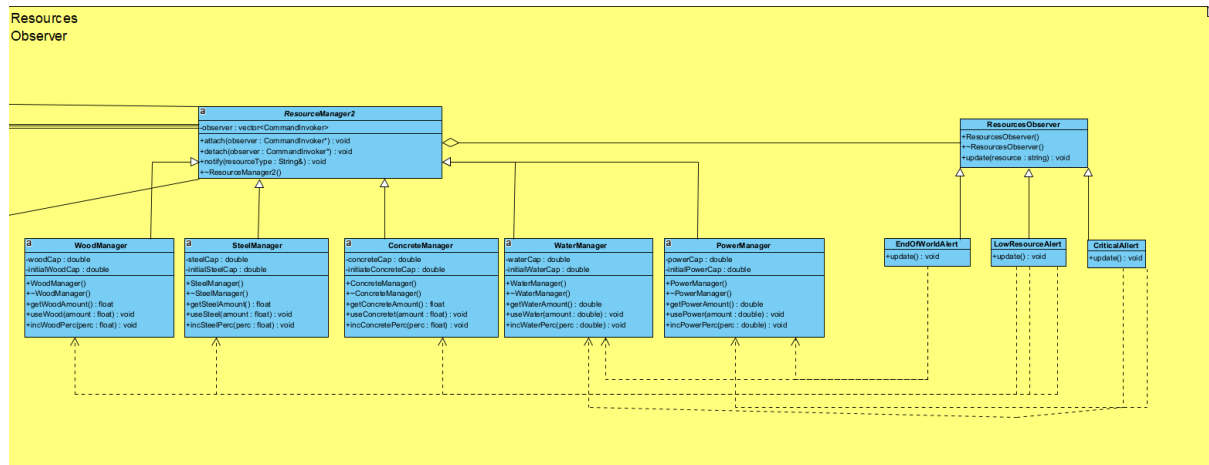 Resources
Observer
a
ResourceManager2
-observer : vector<CommandInvoker>
+attach(observer : CommandInvoker*) : void
+detach(observer : CommandInvoker*) : void
+notify(resourceType : String&) : void
+~ResourceManager2()
ResourcesObserver
+ResourcesObserver()
+~ResourcesObserver()
+update(resource : string) : void
a
WoodManager
-woodCap : double
-initialWoodCap : double
+WoodManager()
+~WoodManager()
+getWoodAmount() : float
+useWood(amount : float) : void
+incWoodPerc(perc : float) : void
a
SteelManager
-steelCap : double
-initialSteelCap : double
+SteelManager()
+~SteelManager()
+getSteelAmount() : float
+useSteel(amount : float) : void
+incSteelPerc(perc : float) : void
a
ConcreteManager
-concreteCap : double
-initiateConcreteCap : double
+ConcreteManager()
+~ConcreteManager()
+getConcreteAmount() : float
+useConcretet(amount : float) : void
+incConcretePerc(perc : float) : void
a
WaterManager
-waterCap : double
-initialWaterCap : double
+WaterManager()
+~WaterManager()
+getWaterAmount() : double
+useWater(amount : double) : void
+incWaterPerc(perc : double) : void
a
PowerManager
-powerCap : double
-initialPowerCap : double
+PowerManager()
+~PowerManager()
+getPowerAmount() : double
+usePower(amount : double) : void
+incPowerPerc(perc : double) : void
EndOfWorldAlert
+update() : void
LowResourceAlert
+update() : void
CriticalAllert
+update() : void